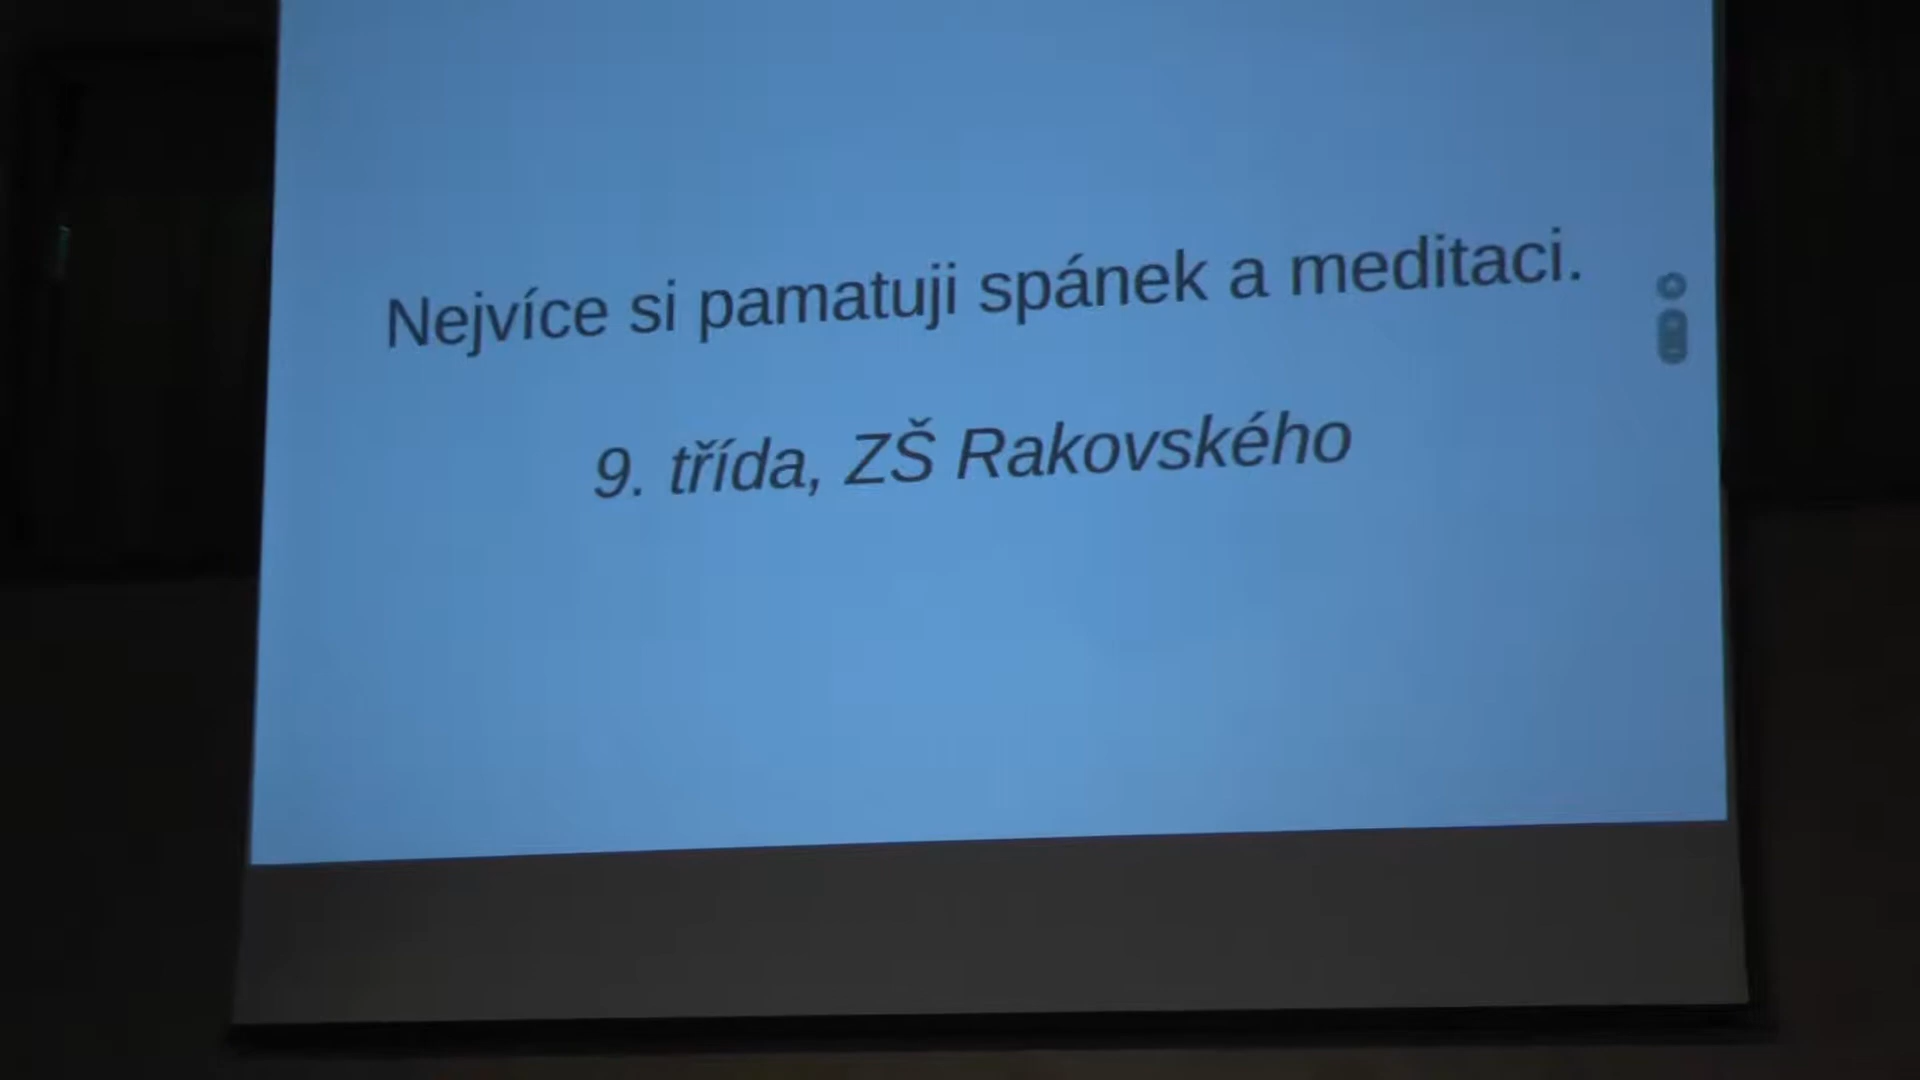 Nejvíce si pamatuji spánek a meditaci.
9. třída, ZŠ Rakovského